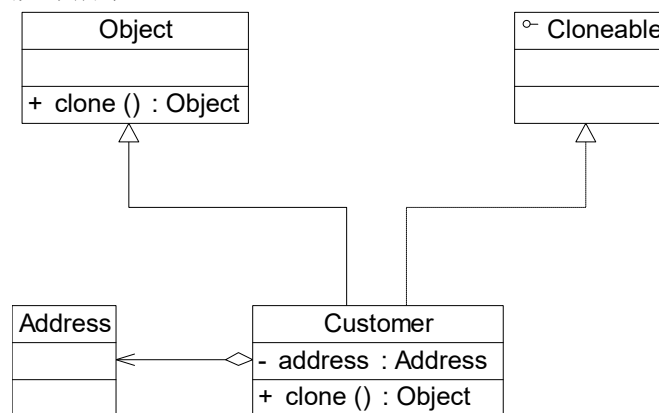 Object
+ clone () : Object
Cloneable
Address
Customer
- address : Address
+ clone () : Object